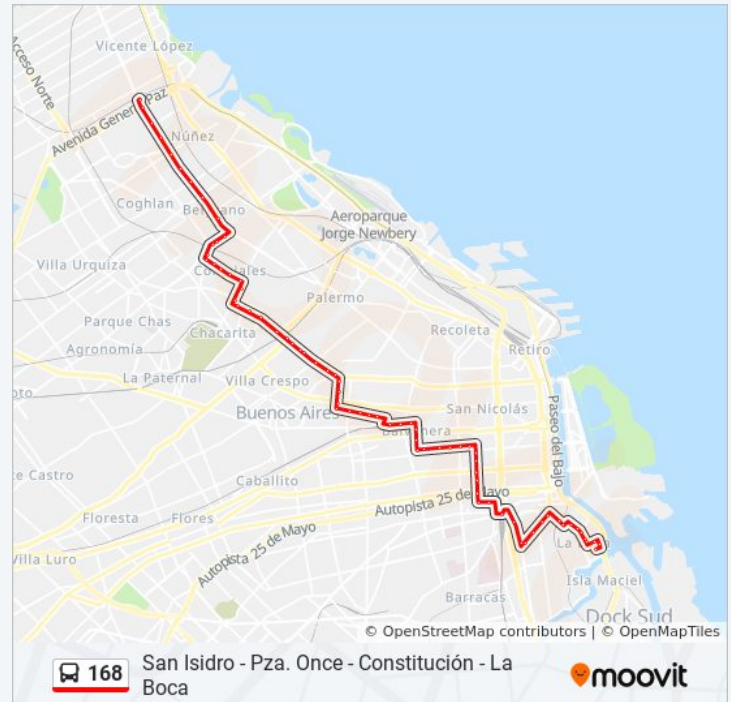 Vicente López
Acceso Norte
Avenida General Paz
Núñez
Coghlan
Belgrano
Aeroparque
Jorge Newbery
Villa Urquiza
Colegiales
Palermo
Parque Chas
Chacarita
Recoleta
Agronomía
Retiro
La Paternal
Villa Crespo
San Nicolás
Buenos Aires
Paseo del Bajo
Caballito
Autopista 25 de Mayo
Floresta
Flores
Autopista 25 de Mayo
Villa Luro
La Boca
Isla Maciel
Barracas
Dock Sud
© OpenStreetMap contributors | © OpenMapTiles
168
San Isidro - Pza. Once - Constitución - La
Boca
moovit